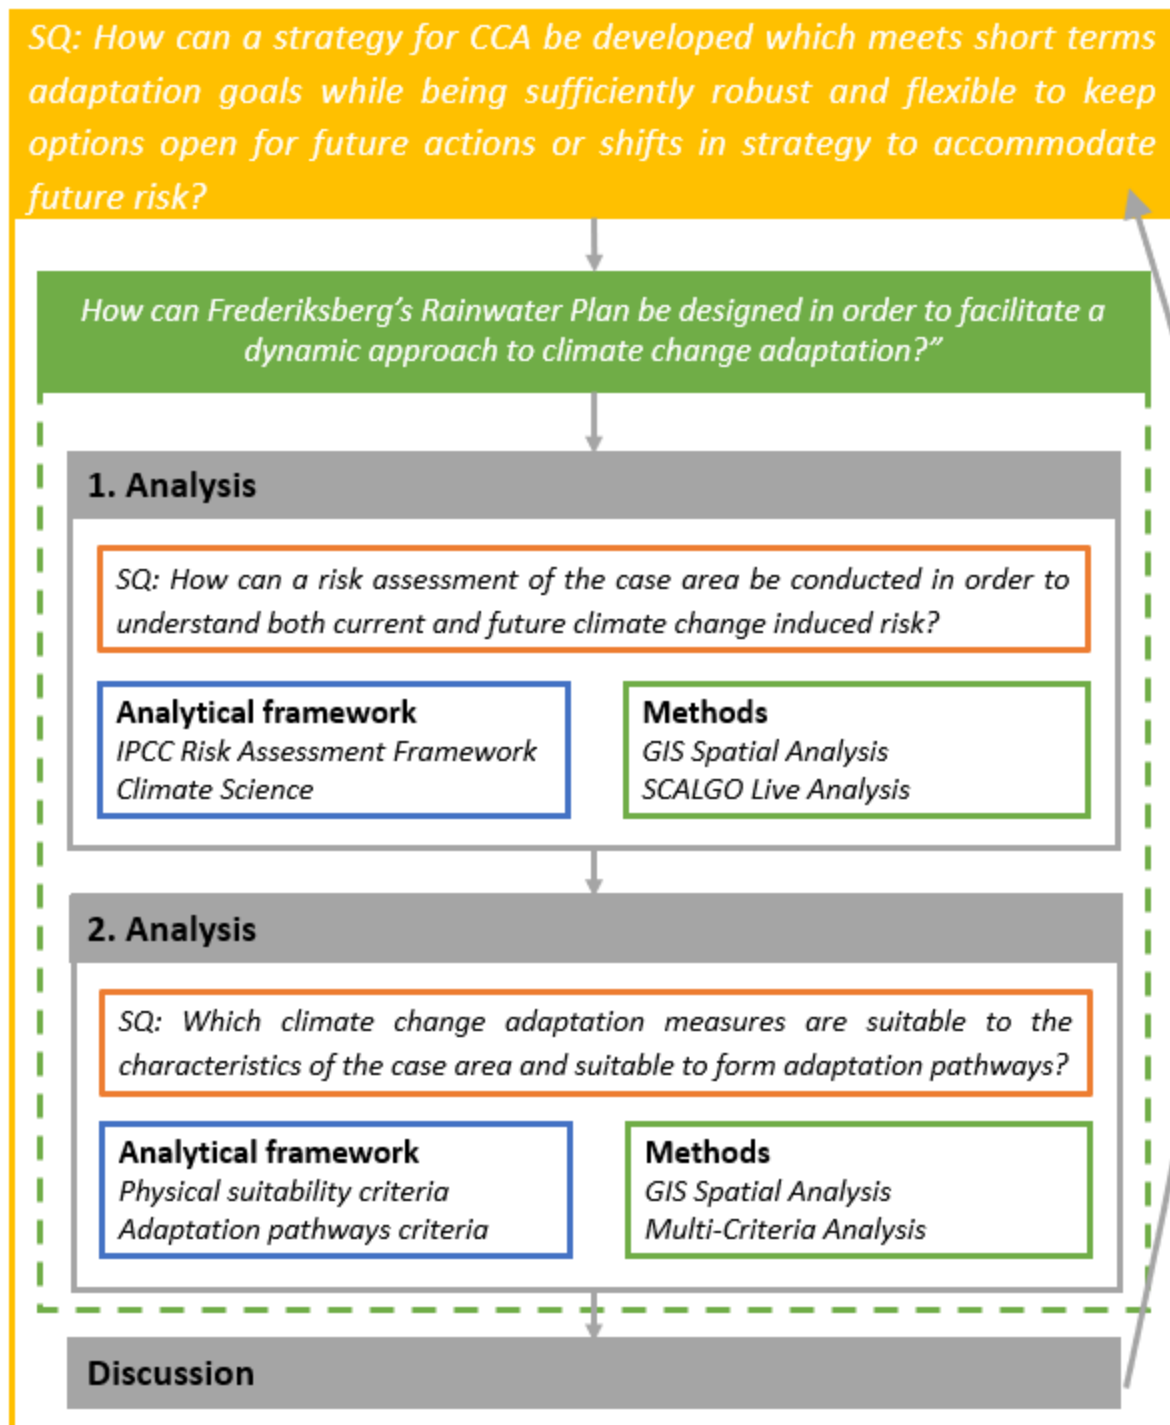 SQ: How can a strategy for CCA be developed which meets short terms
adaptation goals while being sufficiently robust and flexible to keep
options open for future actions or shifts in strategy to accommodate
future risk?
How can Frederiksberg’s Rainwater Plan be designed in order to facilitate a
dynamic approach to climate change adaptation?”
1. Analysis
SQ: How can a risk assessment of the case area be conducted in order to
understand both current and future climate change induced risk?
Analytical framework
IPCC Risk Assessment Framework
Climate Science
Methods
GIS Spatial Analysis
SCALGO Live Analysis
2. Analysis
SQ: Which climate change adaptation measures are suitable to the
characteristics of the case area and suitable to form adaptation pathways?
Analytical framework
Physical suitability criteria
Adaptation pathways criteria
Methods
GIS Spatial Analysis
Multi-Criteria Analysis
Discussion